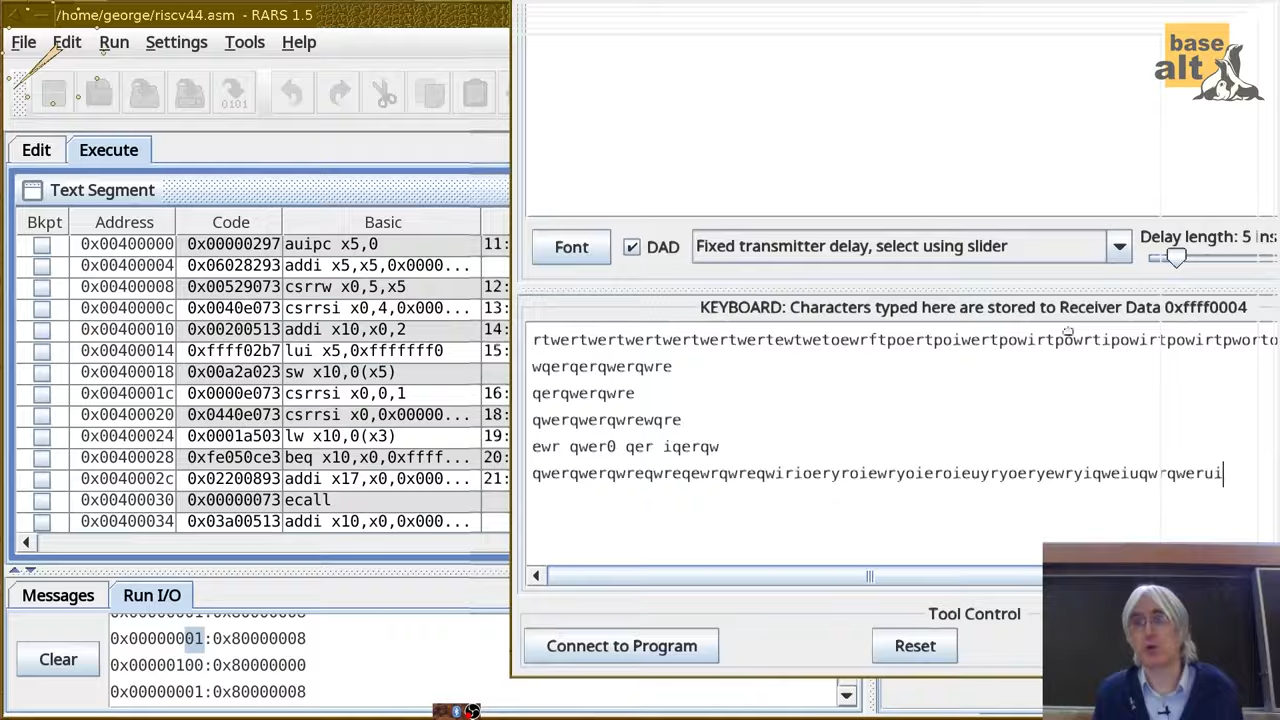 /home/george/riscv44.asm - RARS 1.5
File Edit Run Settings Tools Help
0101
Edit Execute
Text Segment
Bkpt Address Code Basic
0x00400000 0x00000297 auipc x5,0 11:
0x00400004 0x06028293 addi x5,x5,0x0000...
0x00400008 0x00529073 csrrw x0,5,x5 12:
0x0040000c 0x0040e073 csrrsi x0,4,0x000... 13:
0x00400010 0x00200513 addi x10,x0,2 14:
0x00400014 0xffff02b7 lui x5,0xfffffff0 15:
0x00400018 0x00a2a023 sw x10,0(x5)
0x0040001c 0x0000e073 csrrsi x0,0,1 16:
0x00400020 0x0440e073 csrrsi x0,0x00000... 18:
0x00400024 0x0001a503 lw x10,0(x3) 19:
0x00400028 0xfe050ce3 beq x10,x0,0xffff... 20:
0x0040002c 0x02200893 addi x17,x0,0x000... 21:
0x00400030 0x00000073 ecall
0x00400034 0x03a00513 addi x10,x0,0x000...
Messages Run I/O
Clear
0x00000001:0x80000008
0x00000100:0x80000000
0x00000001:0x80000008
base
alt
Font DAD Fixed transmitter delay, select using slider Delay length: 5 ins
KEYBOARD: Characters typed here are stored to Receiver Data 0xffff0004
rtwertwertwertwertwertwertewtwetoewrftpoertpoiwertpowirtpowrtipowirtpowirtpworto
wqerqerqwerqwre
qerqwerqwre
qwerqwerqwrewqre
ewr qwer0 qer iqerqw
qwerqwerqwreqwreqewrqwreqwirioeryroiewryoieroieuyryoeryewryiqweiuqwrqwerui
Tool Control
Connect to Program Reset